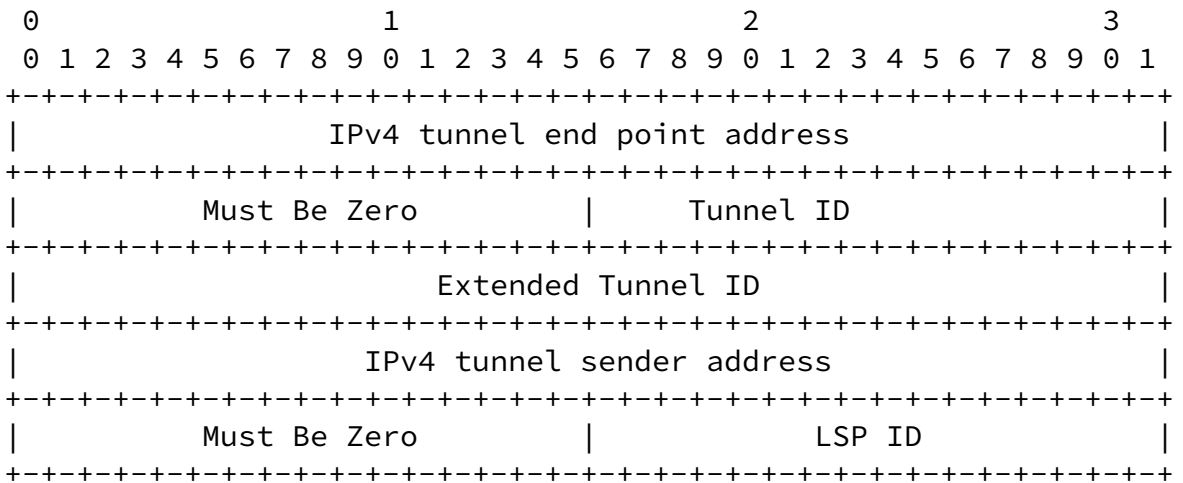 0                   1                   2                   3
 0 1 2 3 4 5 6 7 8 9 0 1 2 3 4 5 6 7 8 9 0 1 2 3 4 5 6 7 8 9 0 1
+-+-+-+-+-+-+-+-+-+-+-+-+-+-+-+-+-+-+-+-+-+-+-+-+-+-+-+-+-+-+-+-+
|                 IPv4 tunnel end point address                 |
+-+-+-+-+-+-+-+-+-+-+-+-+-+-+-+-+-+-+-+-+-+-+-+-+-+-+-+-+-+-+-+-+
|          Must Be Zero         |     Tunnel ID                 |
+-+-+-+-+-+-+-+-+-+-+-+-+-+-+-+-+-+-+-+-+-+-+-+-+-+-+-+-+-+-+-+-+
|                       Extended Tunnel ID                      |
+-+-+-+-+-+-+-+-+-+-+-+-+-+-+-+-+-+-+-+-+-+-+-+-+-+-+-+-+-+-+-+-+
|                   IPv4 tunnel sender address                  |
+-+-+-+-+-+-+-+-+-+-+-+-+-+-+-+-+-+-+-+-+-+-+-+-+-+-+-+-+-+-+-+-+
|          Must Be Zero         |            LSP ID             |
+-+-+-+-+-+-+-+-+-+-+-+-+-+-+-+-+-+-+-+-+-+-+-+-+-+-+-+-+-+-+-+-+